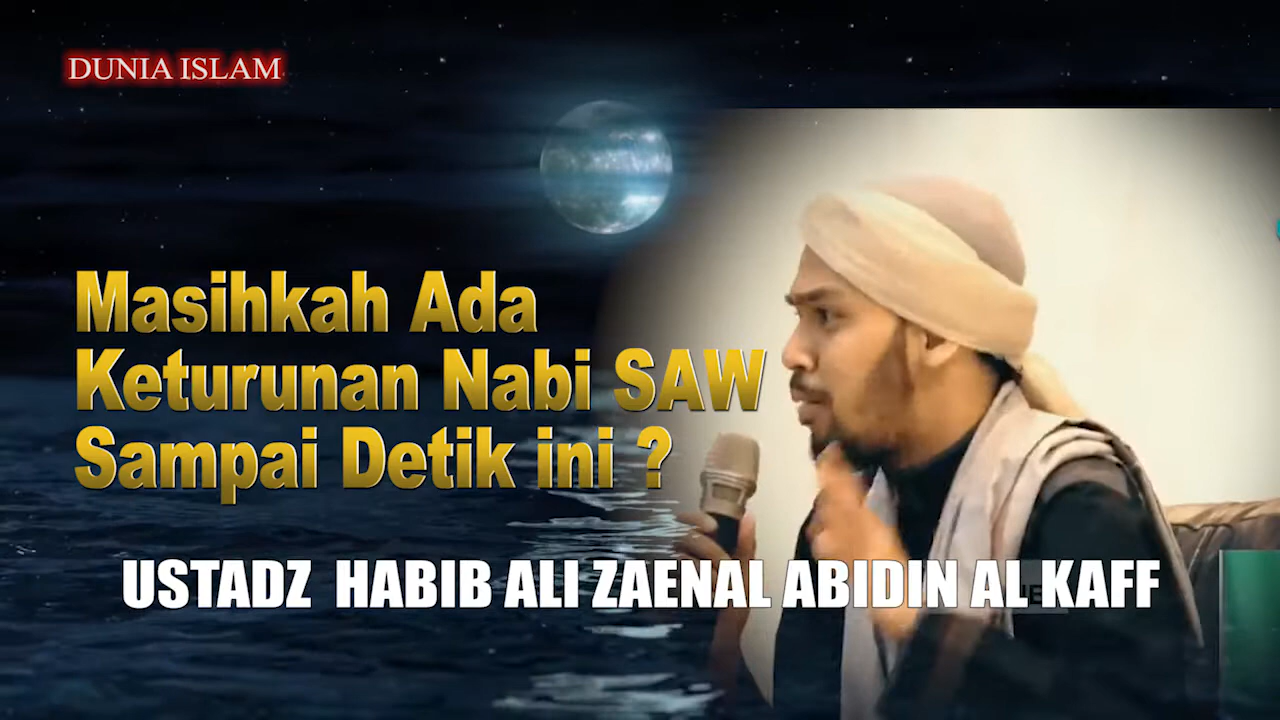 DUNIA ISLAM
Masihkah Ada
Keturunan Nabi SAW
Sampai Detik ini ?
USTADZ HABIB ALI ZAENAL ABIDIN AL KAFF